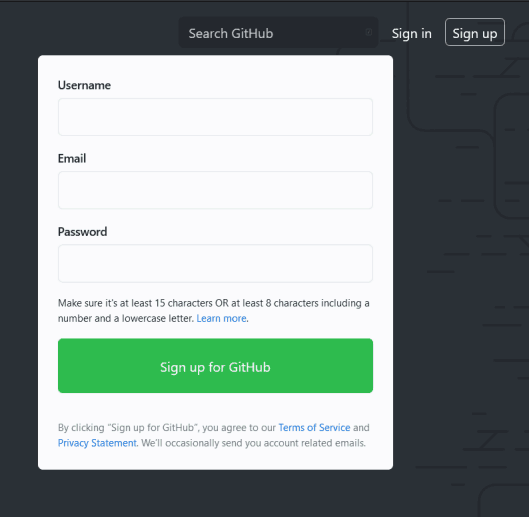 Search GitHub
Sign in
Sign up
Username
Email
Password
Make sure it's at least 15 characters OR at least 8 characters including a
number and a lowercase letter. Learn more.
Sign up for GitHub
By clicking “Sign up for GitHub”, you agree to our Terms of Service and
Privacy Statement. We'll occasionally send you account related emails.